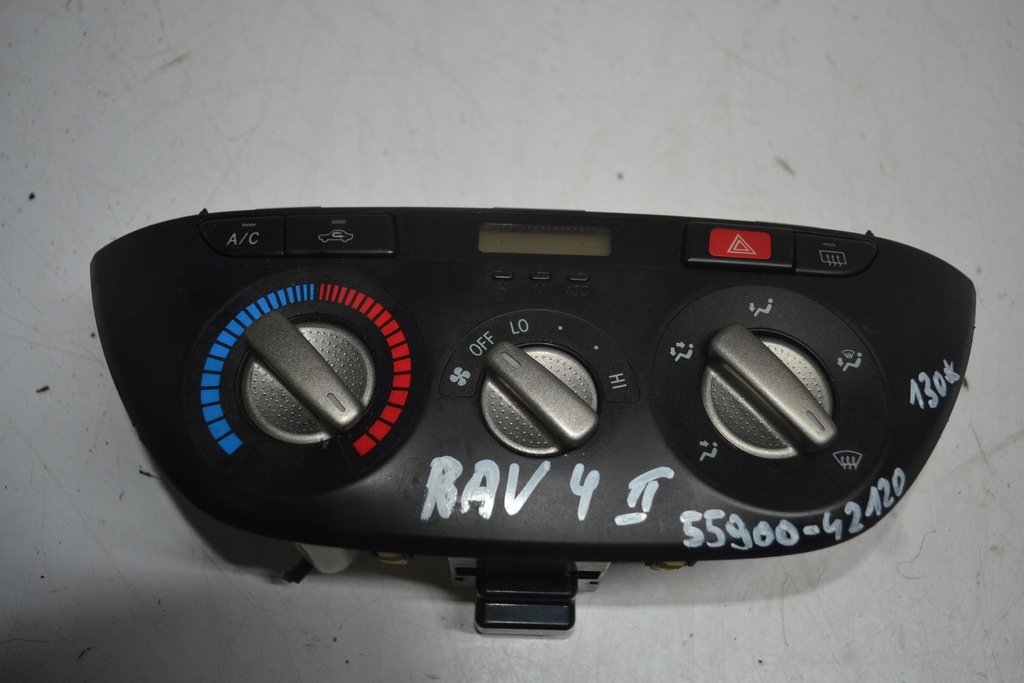 A/C
OFF LO
HI
130*
RAV 4 II
55900-42120